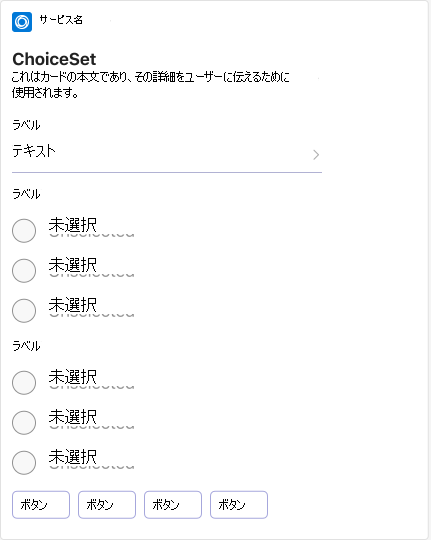 サービス名
ChoiceSet
これはカードの本文であり、その詳細をユーザーに伝えるために
使用されます。
ラベル
テキスト
ラベル
未選択
未選択
未選択
ラベル
未選択
未選択
未選択
ボタン ボタン ボタン ボタン